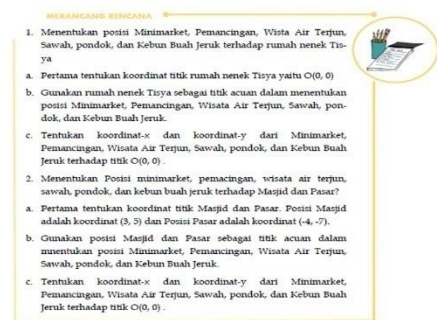 MERANCANG RENCANA
1. Menentukan posisi Minimarket, Pemancingan, Wista Air Terjun,
Sawah, pondok, dan Kebun Buah Jeruk terhadap rumah nenek Tis-
ya
a. Pertama tentukan koordinat titik rumah nenek Tisya yaitu O(0, 0)
b. Gunakan rumah nenek Tisya sebagai titik acuan dalam menentukan
posisi Minimarket, Pemancingan, Wisata Air Terjun, Sawah, pon-
dok, dan Kebun Buah Jeruk.
c. Tentukan koordinat-x dan koordinat-y dari Minimarket,
Pemancingan, Wisata Air Terjun, Sawah, pondok, dan Kebun Buah
Jeruk terhadap titik O(0, 0) .
2. Menentukan Posisi minimarket, pemacingan, wisata air terjun,
sawah, pondok, dan kebun buah jeruk terhadap Masjid dan Pasar?
a. Pertama tentukan koordinat titik Masjid dan Pasar. Posisi Masjid
adalah koordinat (3, 5) dan Posisi Pasar adalah koordinat (-4, -7).
b. Gunakan posisi Masjid dan Pasar sebagai titik acuan dalam
mnentukan posisi Minimarket, Pemancingan, Wisata Air Terjun,
Sawah, pondok, dan Kebun Buah Jeruk.
c. Tentukan koordinat-x dan koordinat-y dari Minimarket,
Pemancingan, Wisata Air Terjun, Sawah, pondok, dan Kebun Buah
Jeruk terhadap titik O(0, 0) .